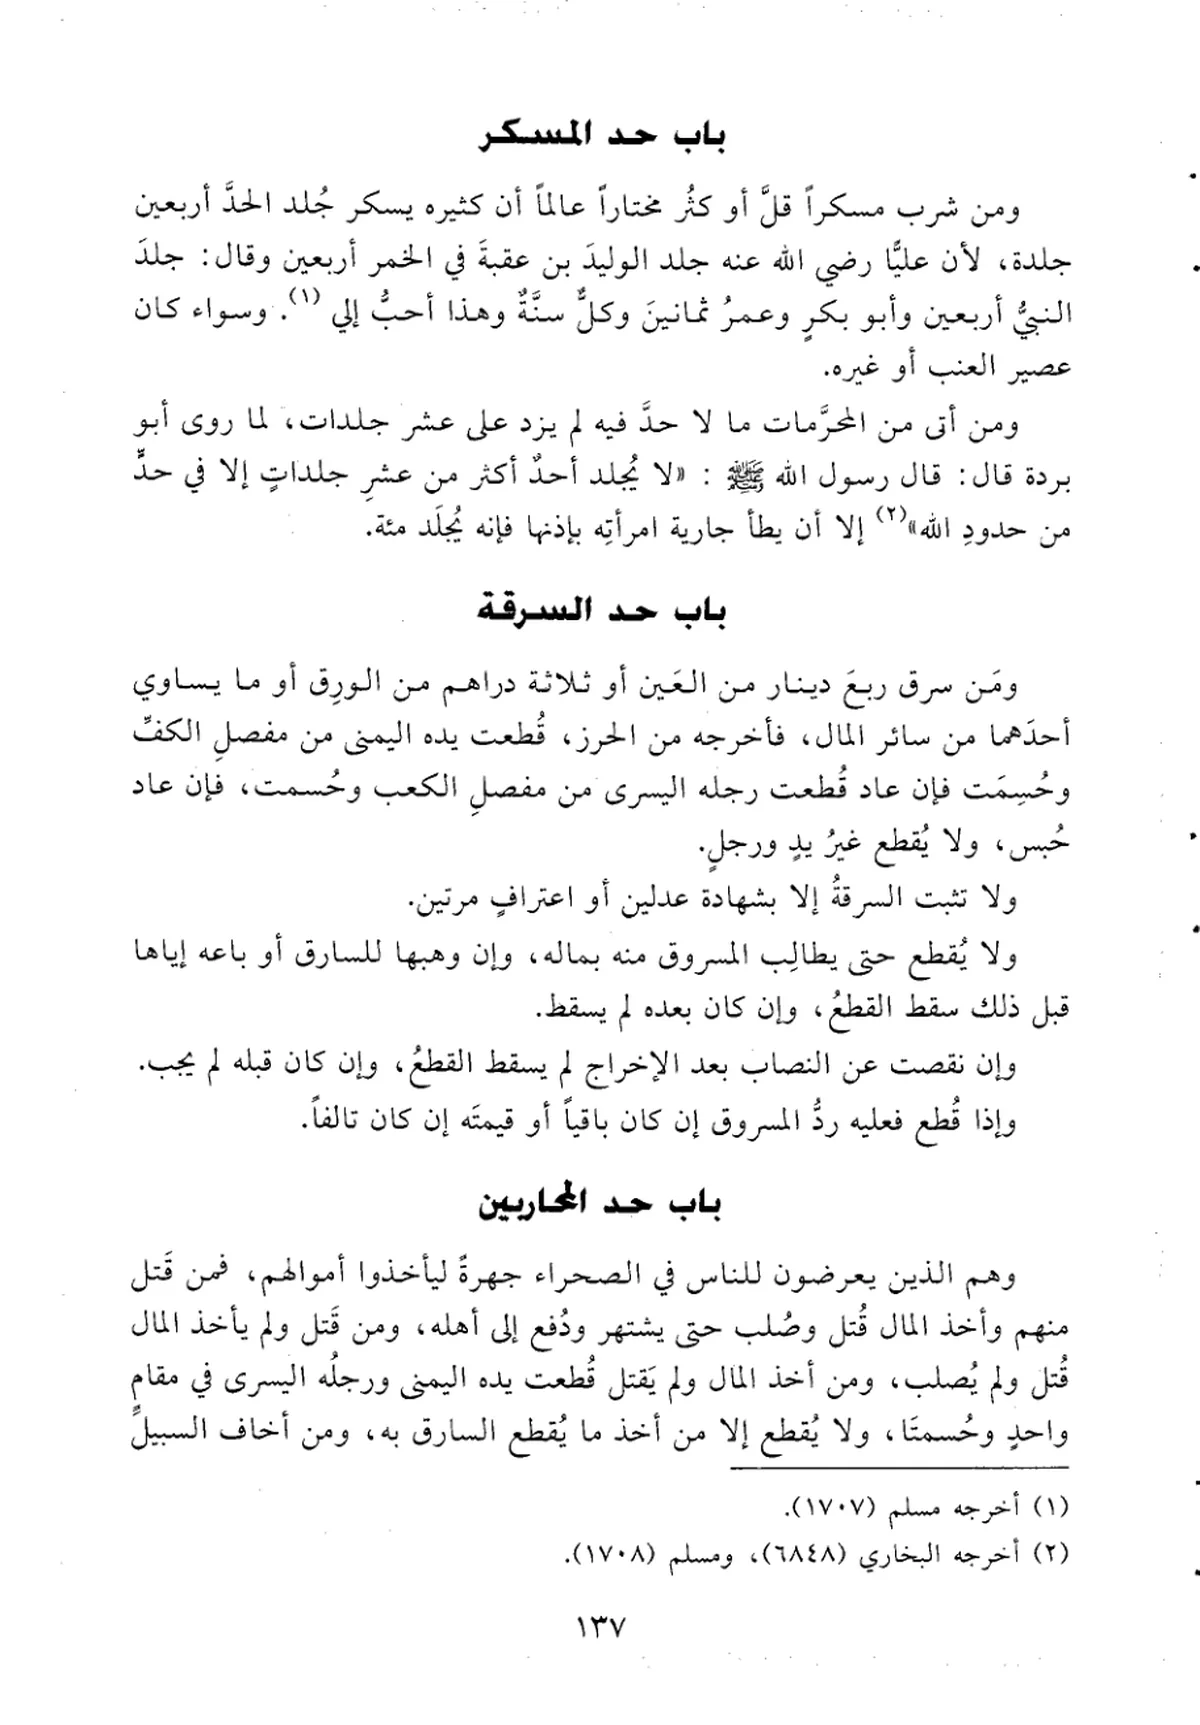 باب حد المسكر
ومن شرب مسكراً قلَّ أو كثُر مختاراً عالماً أن كثيره يسكر جُلد الحدَّ أربعين
جلدة، لأن عليًّا رضي الله عنه جلد الوليدَ بن عقبةَ في الخمر أربعين وقال: جلدَ
النبيُّ أربعين وأبو بكرٍ وعمرُ ثمانينَ وكلٌّ سنَّةٌ وهذا أحبُّ إلي (١). وسواء كان
عصير العنب أو غيره.
ومن أتى من المحرَّمات ما لا حدَّ فيه لم يزد على عشر جلدات، لما روى أبو
بردة قال: قال رسول الله ﷺ : «لا يُجلد أحدٌ أكثر من عشرِ جلداتٍ إلا في حدٍّ
من حدودِ الله»(٢) إلا أن يطأ جارية امرأتِه بإذنها فإنه يُجلَد مئة.
باب حد السرقة
ومَن سرق ربعَ دينار من العَين أو ثلاثة دراهم من الورِق أو ما يساوي
أحدَهما من سائر المال، فأخرجه من الحرز، قُطعت يده اليمنى من مفصلِ الكفِّ
وحُسِمَت فإن عاد قُطعت رجله اليسرى من مفصلِ الكعب وحُسمت، فإن عاد
حُبس، ولا يُقطع غيرُ يدٍ ورجلٍ.
ولا تثبت السرقةُ إلا بشهادة عدلين أو اعترافٍ مرتين.
ولا يُقطع حتى يطالِب المسروق منه بماله، وإن وهبها للسارق أو باعه إياها
قبل ذلك سقط القطعُ، وإن كان بعده لم يسقط.
وإن نقصت عن النصاب بعد الإخراج لم يسقط القطعُ، وإن كان قبله لم يجب.
وإذا قُطع فعليه ردُّ المسروق إن كان باقياً أو قيمتَه إن كان تالفاً.
باب حد المحاربين
وهم الذين يعرضون للناس في الصحراء جهرةً ليأخذوا أموالهم، فمن قَتل
منهم وأخذ المال قُتل وصُلب حتى يشتهر ودُفع إلى أهله، ومن قَتل ولم يأخذ المال
قُتل ولم يُصلب، ومن أخذ المال ولم يَقتل قُطعت يده اليمنى ورجلُه اليسرى في مقامٍ
واحدٍ وحُسمتَا، ولا يُقطع إلا من أخذ ما يُقطع السارق به، ومن أخاف السبيلَ
(١) أخرجه مسلم (١٧٠٧).
(٢) أخرجه البخاري (٦٨٤٨)، ومسلم (١٧٠٨).
١٣٧